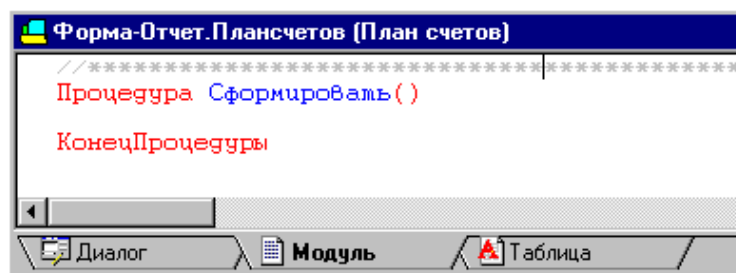 Форма-Отчет.Плансчетов (План счетов)
//*******************************************************
Процедура Сформировать()
КонецПроцедуры
Диалог Модуль Таблица